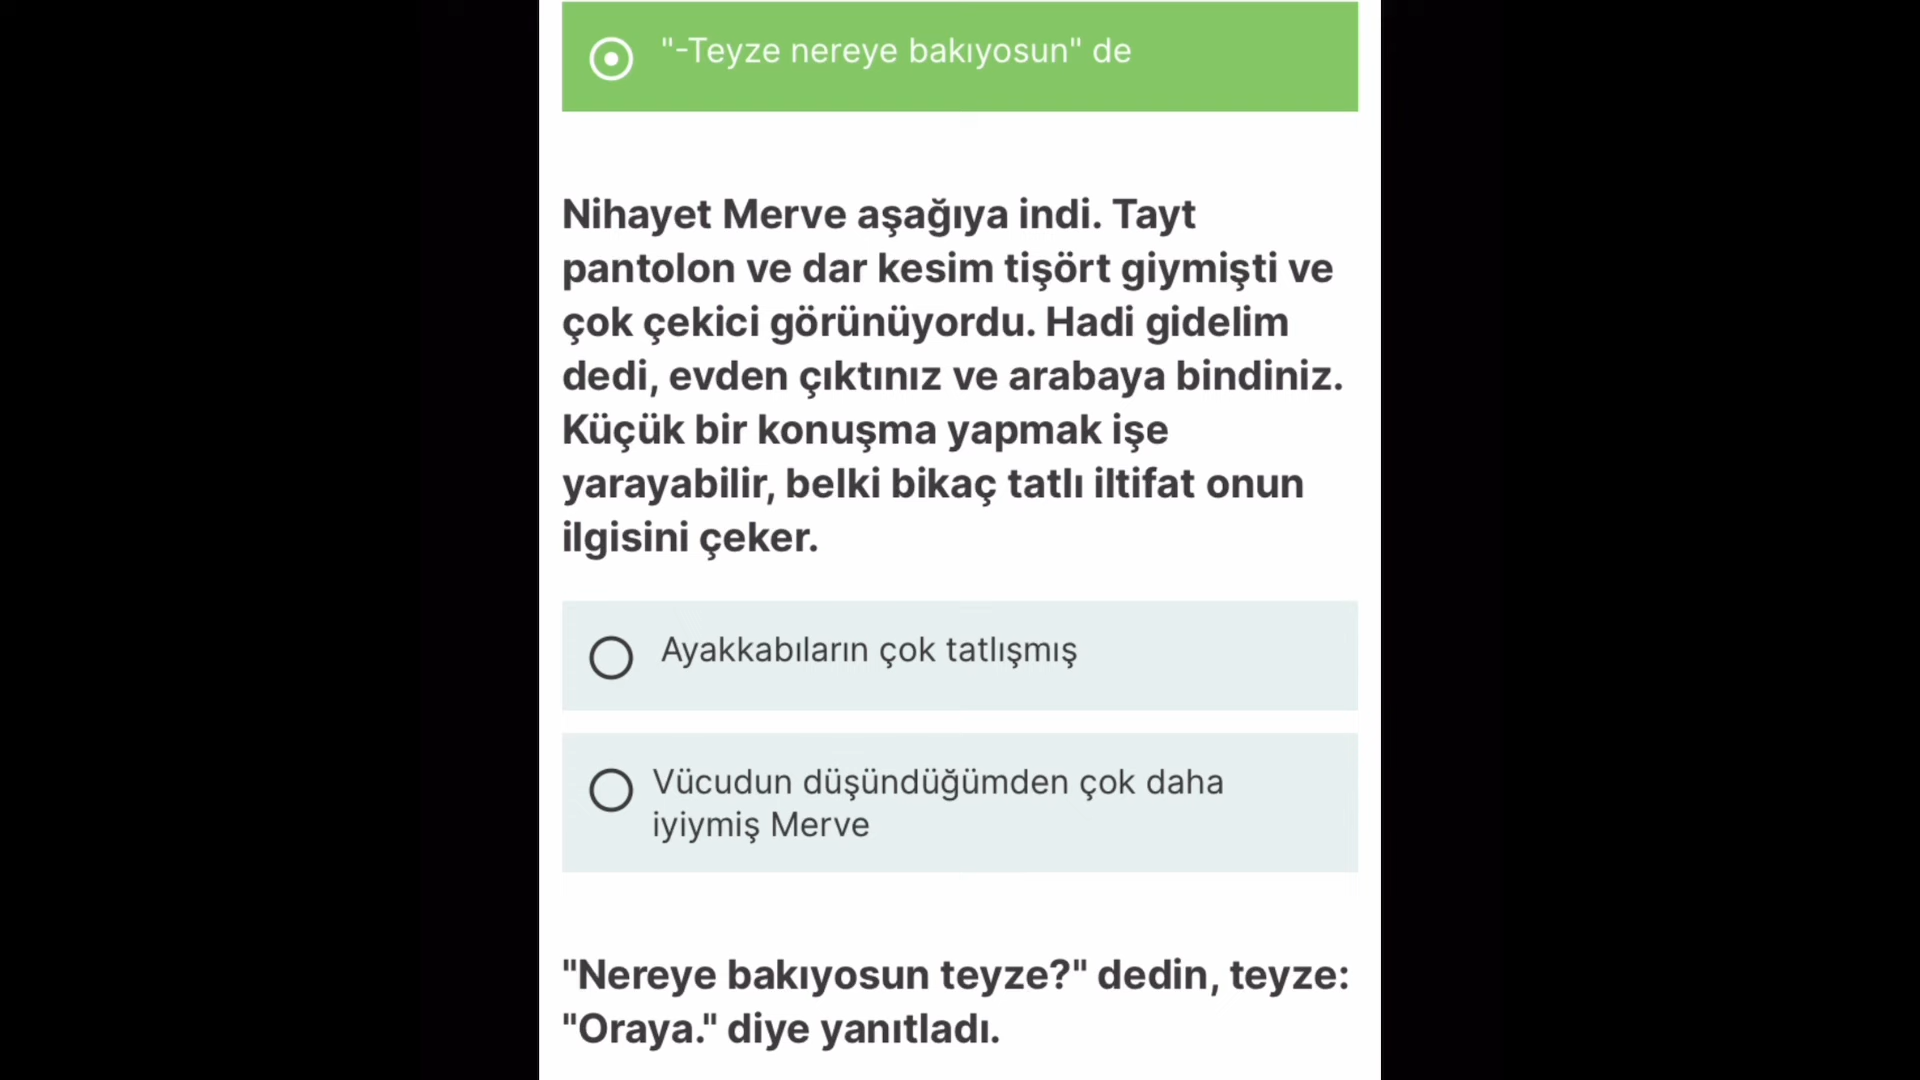 "-Teyze nereye bakıyosun" de
Nihayet Merve aşağıya indi. Tayt
pantolon ve dar kesim tişört giymişti ve
çok çekici görünüyordu. Hadi gidelim
dedi, evden çıktınız ve arabaya bindiniz.
Küçük bir konuşma yapmak işe
yarayabilir, belki bikaç tatlı iltifat onun
ilgisini çeker.
Ayakkabıların çok tatlışmış
Vücudun düşündüğümden çok daha
iyiymiş Merve
"Nereye bakıyosun teyze?" dedin, teyze:
"Oraya." diye yanıtladı.